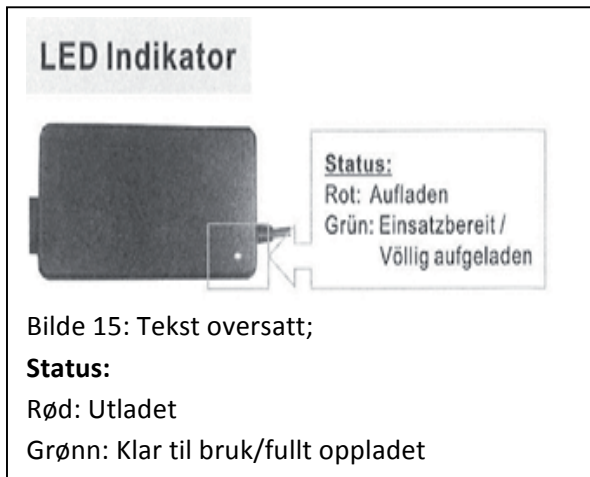 LED Indikator
Status:
Rot: Aufladen
Grün: Einsatzbereit /
Völlig aufgeladen
Bilde 15: Tekst oversatt;
Status:
Rød: Utladet
Grønn: Klar til bruk/fullt oppladet